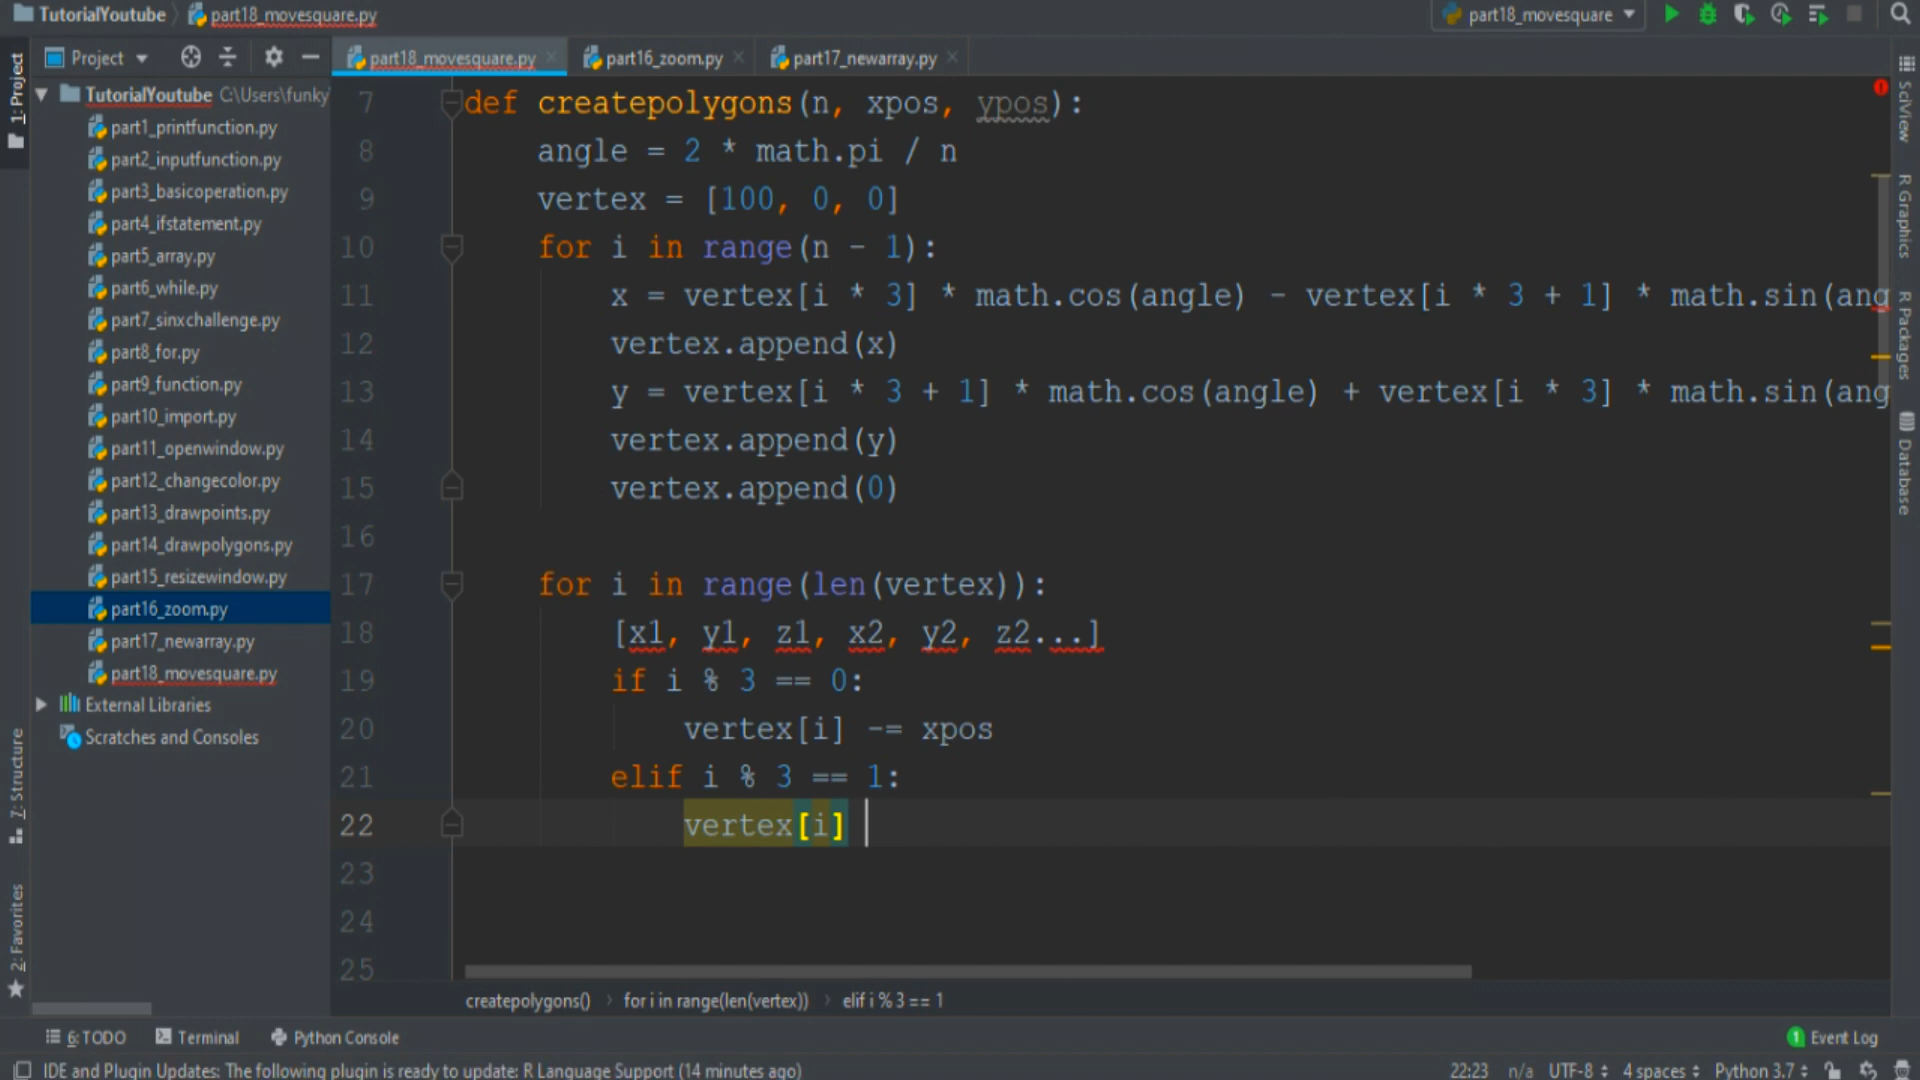 TutorialYoutube part18_movesquare.py
part18_movesquare
1: Project
Project
part18_movesquare.py
part16_zoom.py
part17_newarray.py
TutorialYoutube C:\Users\funky
part1_printfunction.py
part2_inputfunction.py
part3_basicoperation.py
part4_ifstatement.py
part5_array.py
part6_while.py
part7_sinxchallenge.py
part8_for.py
part9_function.py
part10_import.py
part11_openwindow.py
part12_changecolor.py
part13_drawpoints.py
part14_drawpolygons.py
part15_resizewindow.py
part16_zoom.py
part17_newarray.py
part18_movesquare.py
External Libraries
Scratches and Consoles
7: Structure
2: Favorites
7 def createpolygons(n, xpos, ypos):
8 angle = 2 * math.pi / n
9 vertex = [100, 0, 0]
10 for i in range(n - 1):
11 x = vertex[i * 3] * math.cos(angle) - vertex[i * 3 + 1] * math.sin(ang
12 vertex.append(x)
13 y = vertex[i * 3 + 1] * math.cos(angle) + vertex[i * 3] * math.sin(ang
14 vertex.append(y)
15 vertex.append(0)
16
17 for i in range(len(vertex)):
18 [x1, y1, z1, x2, y2, z2...]
19 if i % 3 == 0:
20 vertex[i] -= xpos
21 elif i % 3 == 1:
22 vertex[i]
23
24
25
SciView
R Graphics
R Packages
Database
createpolygons() for i in range(len(vertex)) elif i % 3 == 1
6: TODO Terminal Python Console
1 Event Log
IDE and Plugin Updates: The following plugin is ready to update: R Language Support (14 minutes ago)
22:23 n/a UTF-8 4 spaces Python 3.7